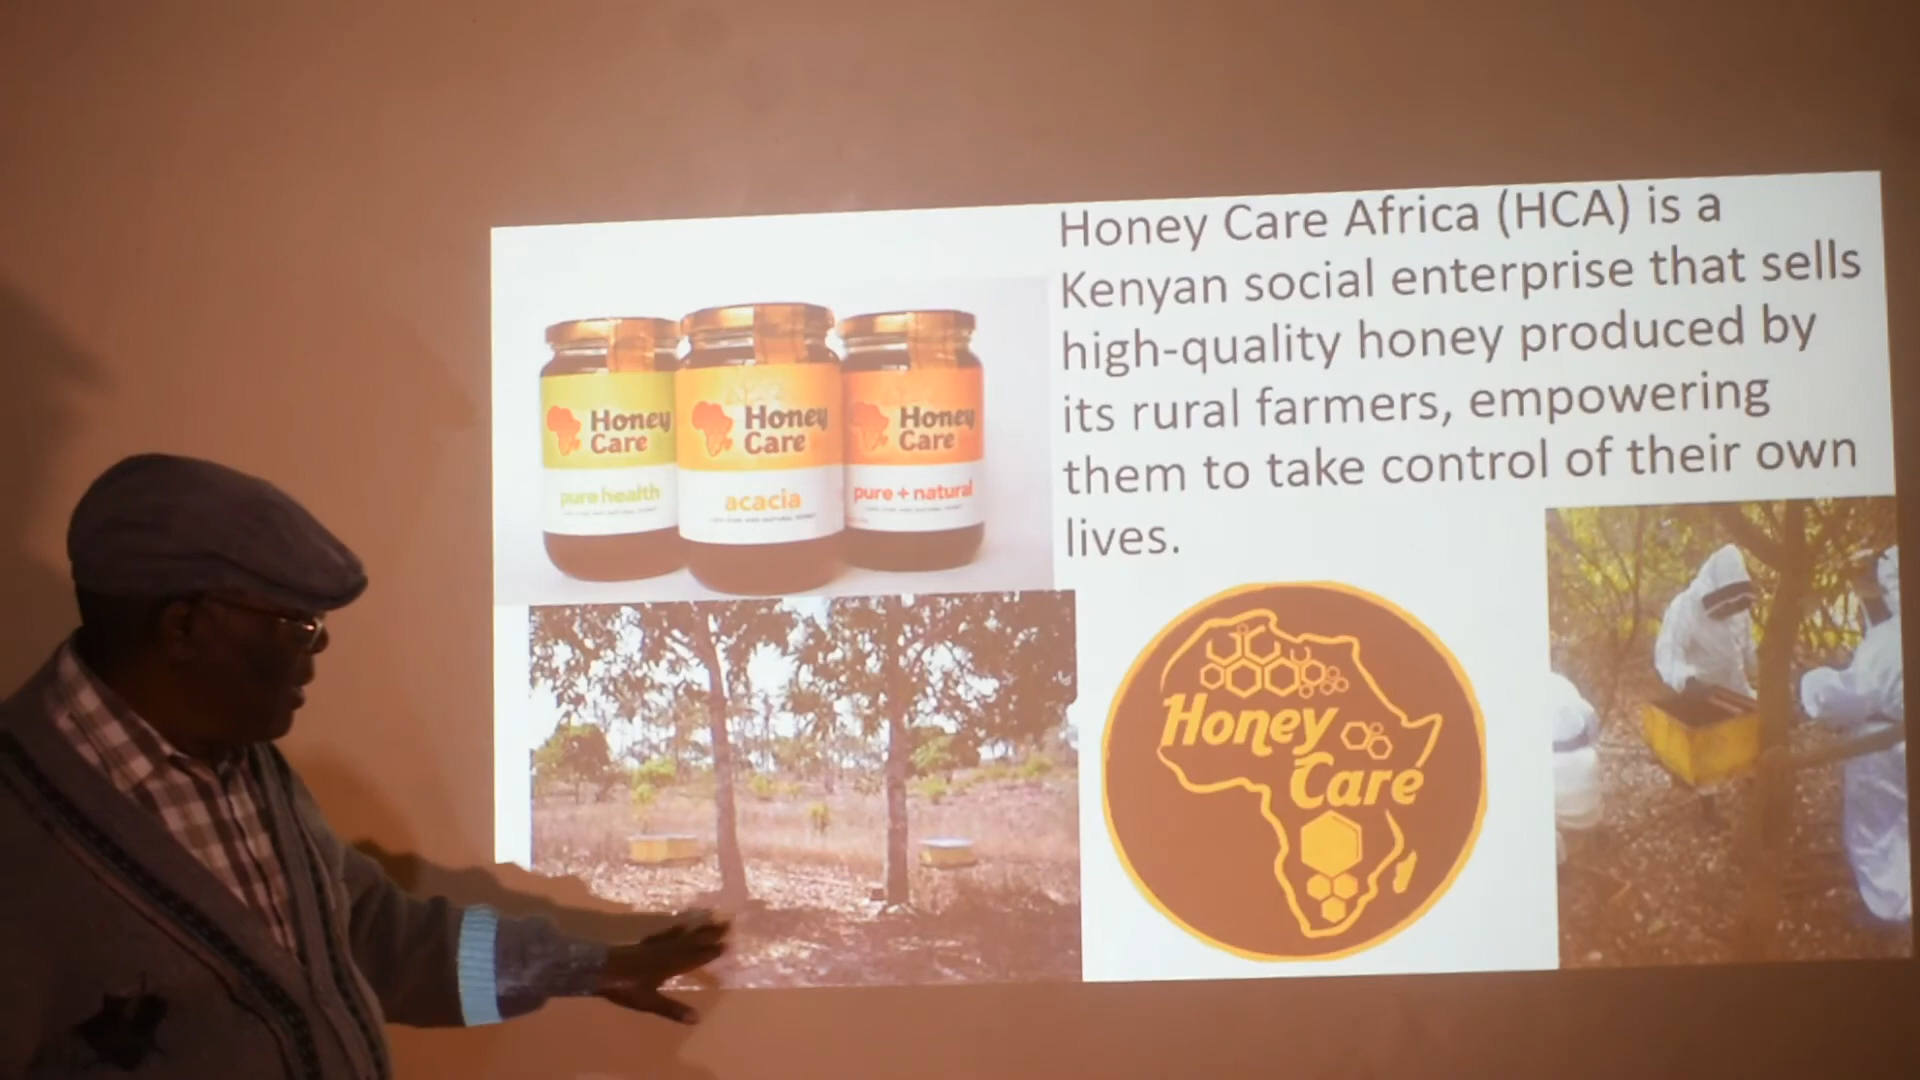 Honey Care Africa (HCA) is a
Kenyan social enterprise that sells
high-quality honey produced by
its rural farmers, empowering
them to take control of their own
lives.
Honey
Care
pure health
Honey
Care
acacia
Honey
Care
pure + natural
Honey
Care